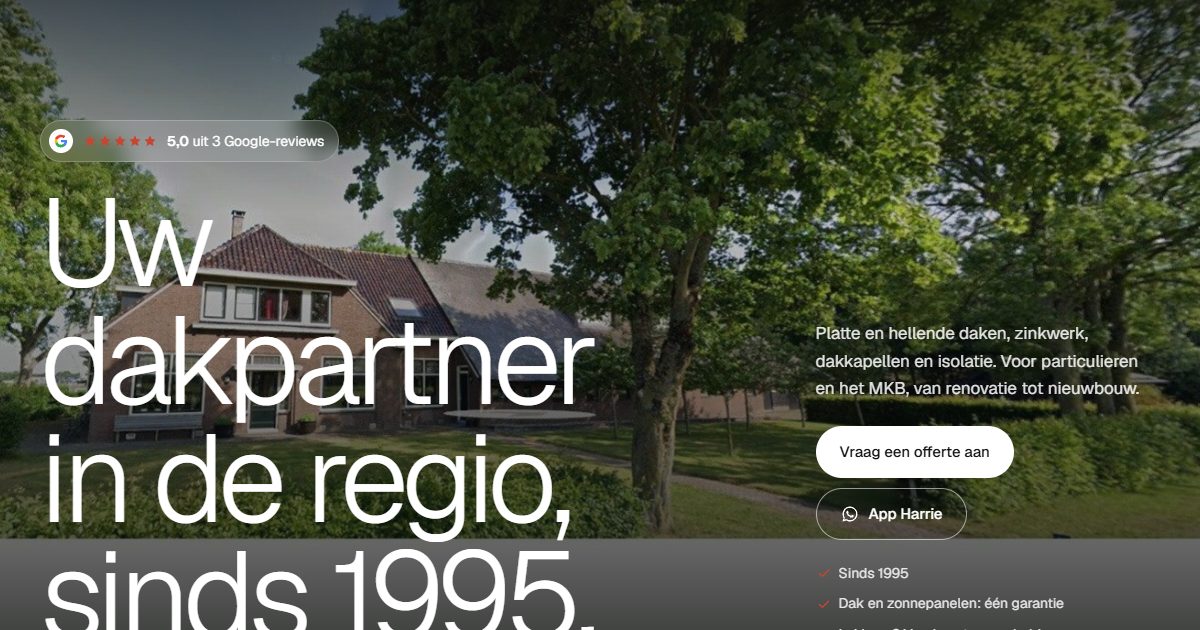 5,0 uit 3 Google-reviews
Uw
dakpartner
in de regio,
sinds 1995.
Platte en hellende daken, zinkwerk,
dakkapellen en isolatie. Voor particulieren
en het MKB, van renovatie tot nieuwbouw.
Vraag een offerte aan
App Harrie
Sinds 1995
Dak en zonnepanelen: één garantie